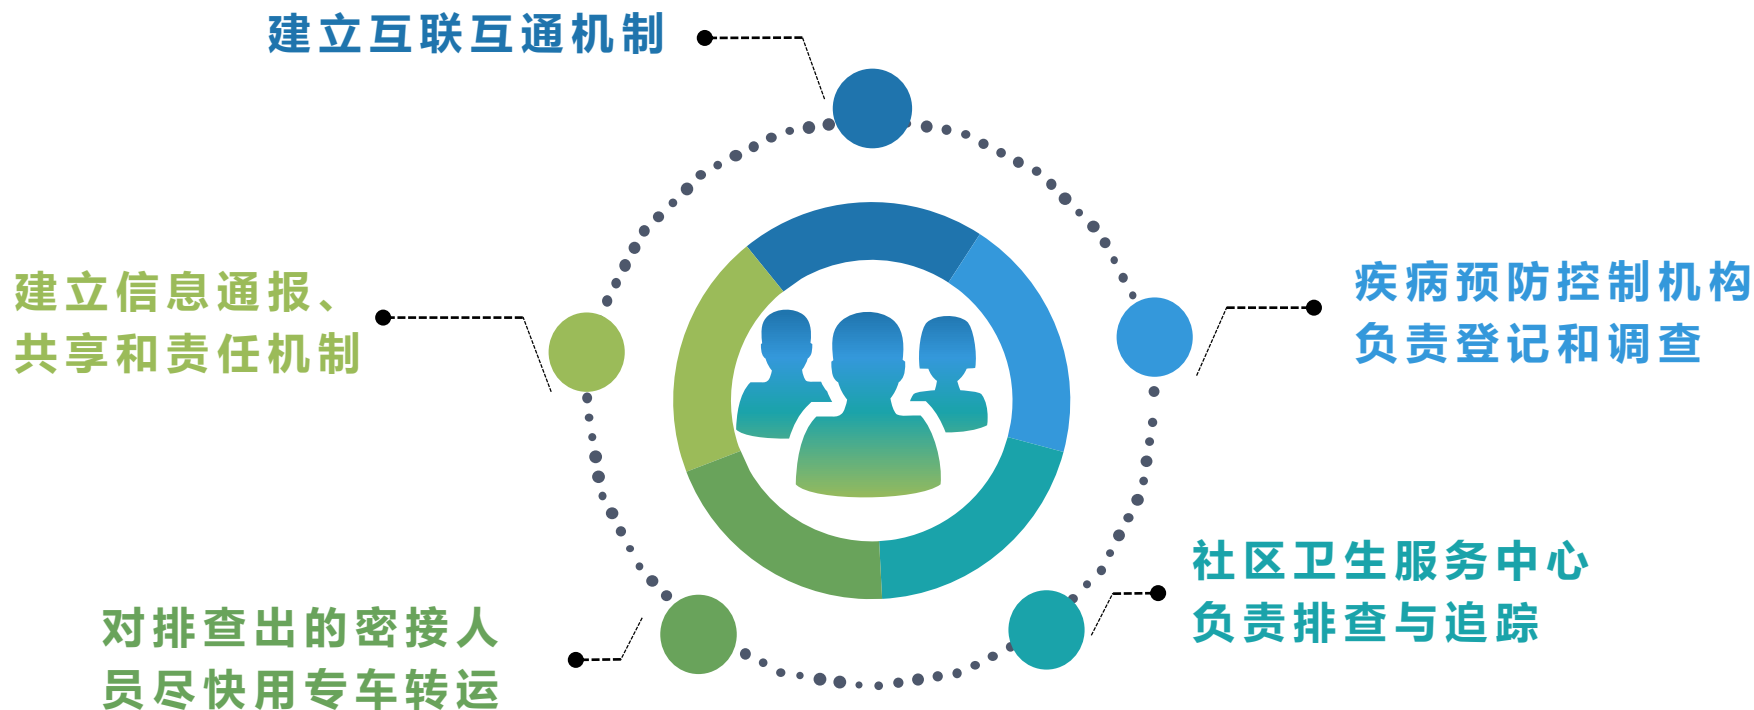 建立互联互通机制
疾病预防控制机构
负责登记和调查
社区卫生服务中心
负责排查与追踪
对排查出的密接人
员尽快用专车转运
建立信息通报、
共享和责任机制